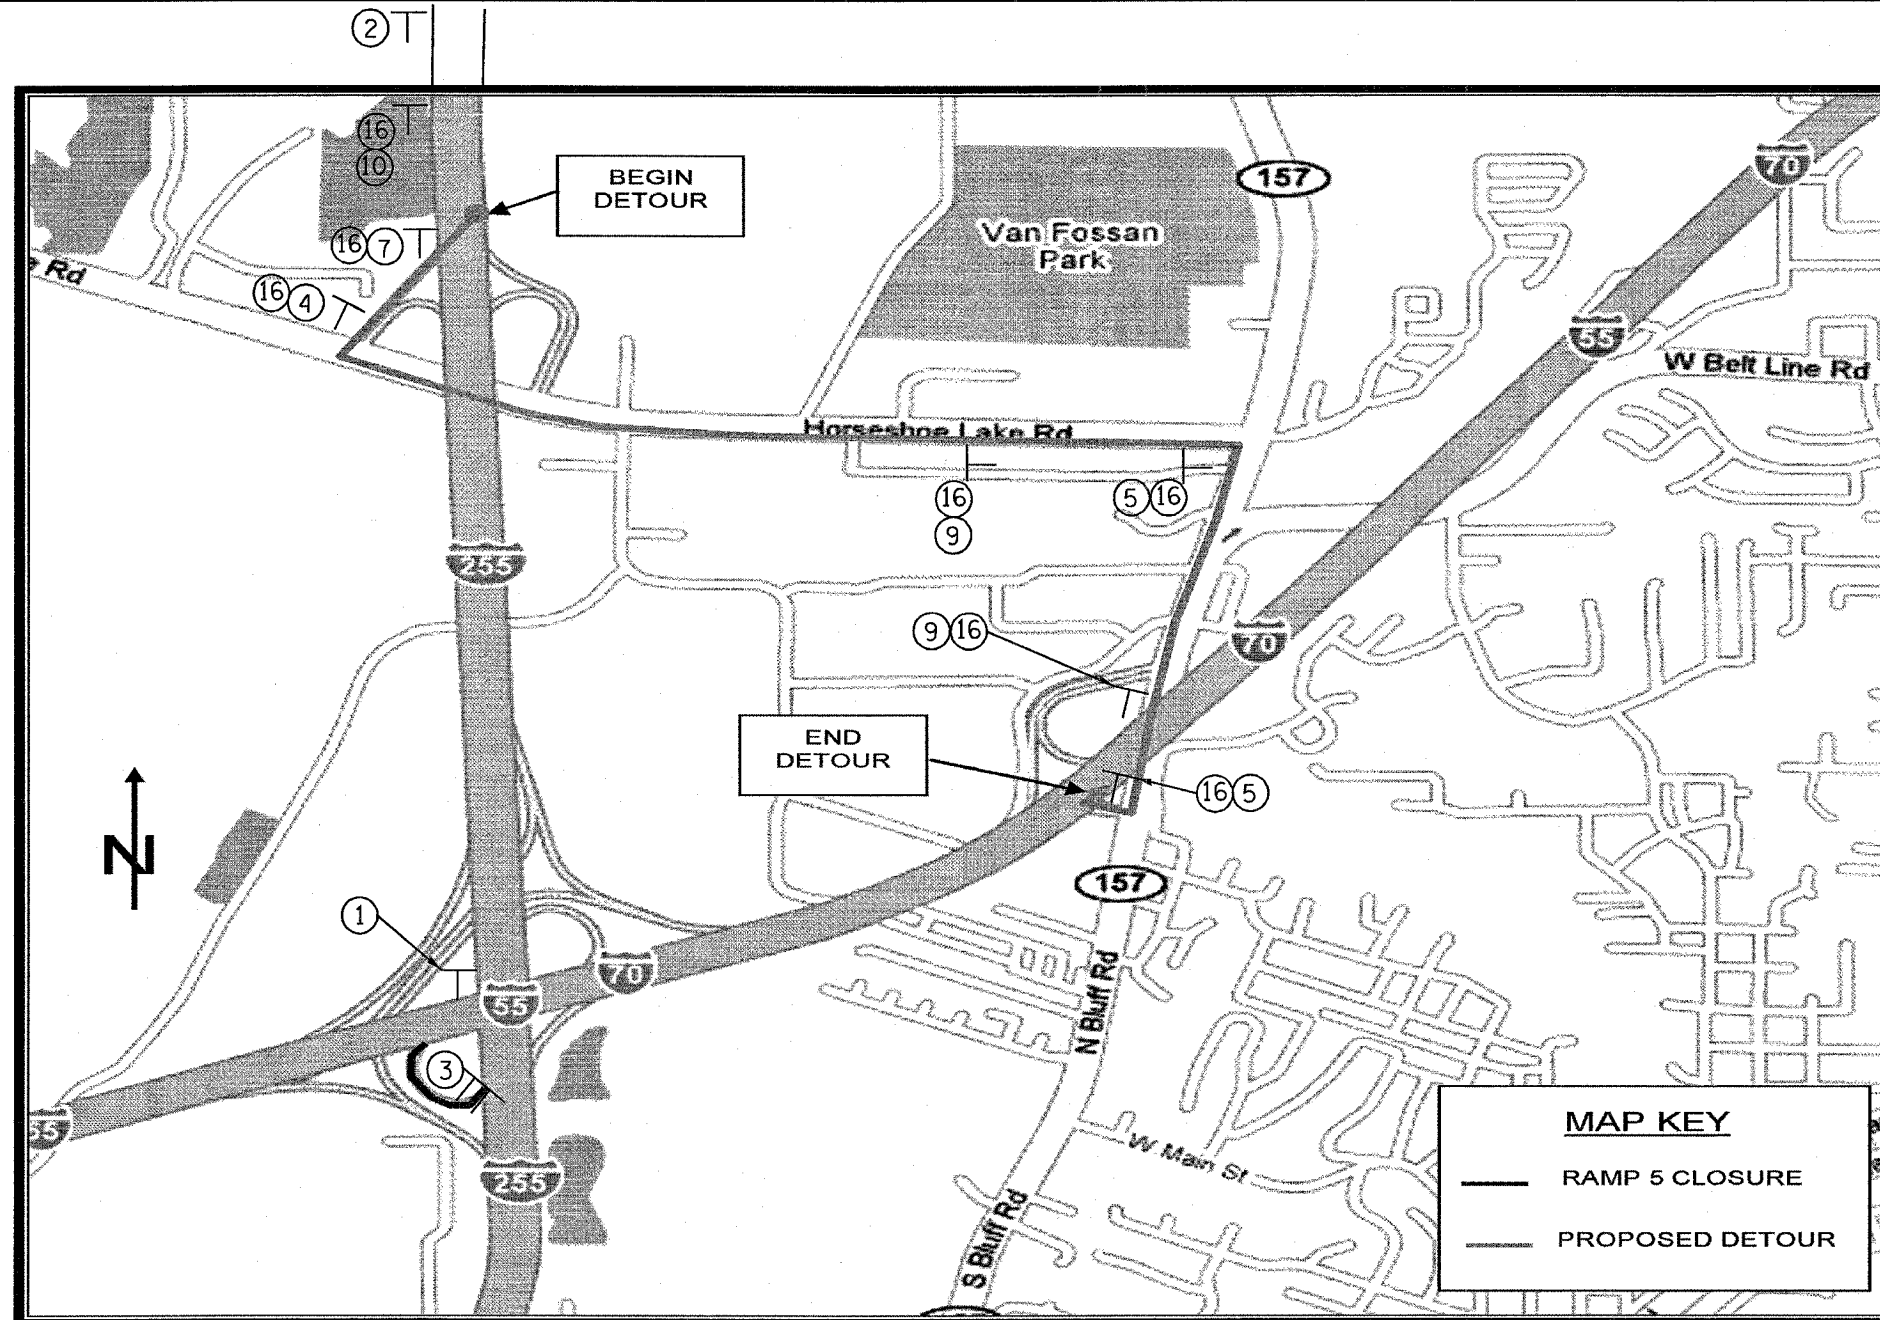 2
16
10
BEGIN
DETOUR
157
70
Van Fossan
Park
16 7
Rd
16 4
55
W Belt Line Rd
Horseshoe Lake Rd
16
9
5 16
255
9 16
70
END
DETOUR
16 5
N
157
1
70
55
N Bluff Rd
3
55
255
W Main St
S Bluff Rd
MAP KEY
RAMP 5 CLOSURE
PROPOSED DETOUR